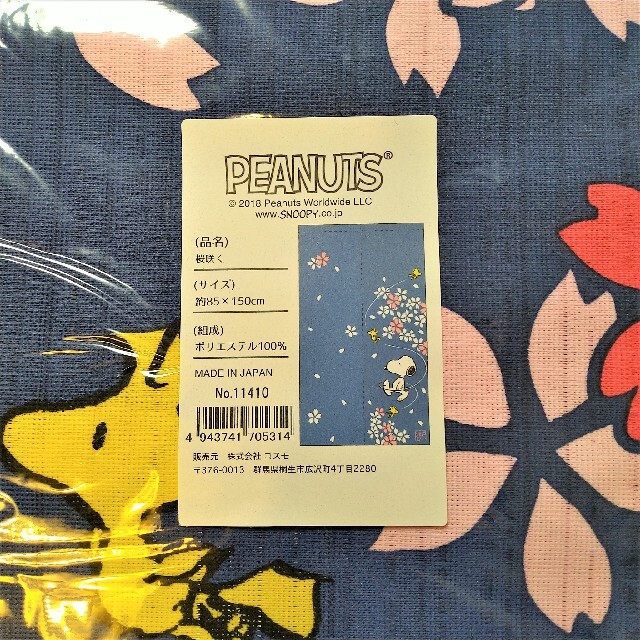 PEANUTS®
© 2018 Peanuts Worldwide LLC
www.SNOOPY.co.jp
(品名)
桜咲く
(サイズ)
約85×150cm
(組成)
ポリエステル100%
MADE IN JAPAN
No.11410
4 943741 705314
販売元 株式会社 コスモ
〒376-0013 群馬県桐生市広沢町4丁目2280